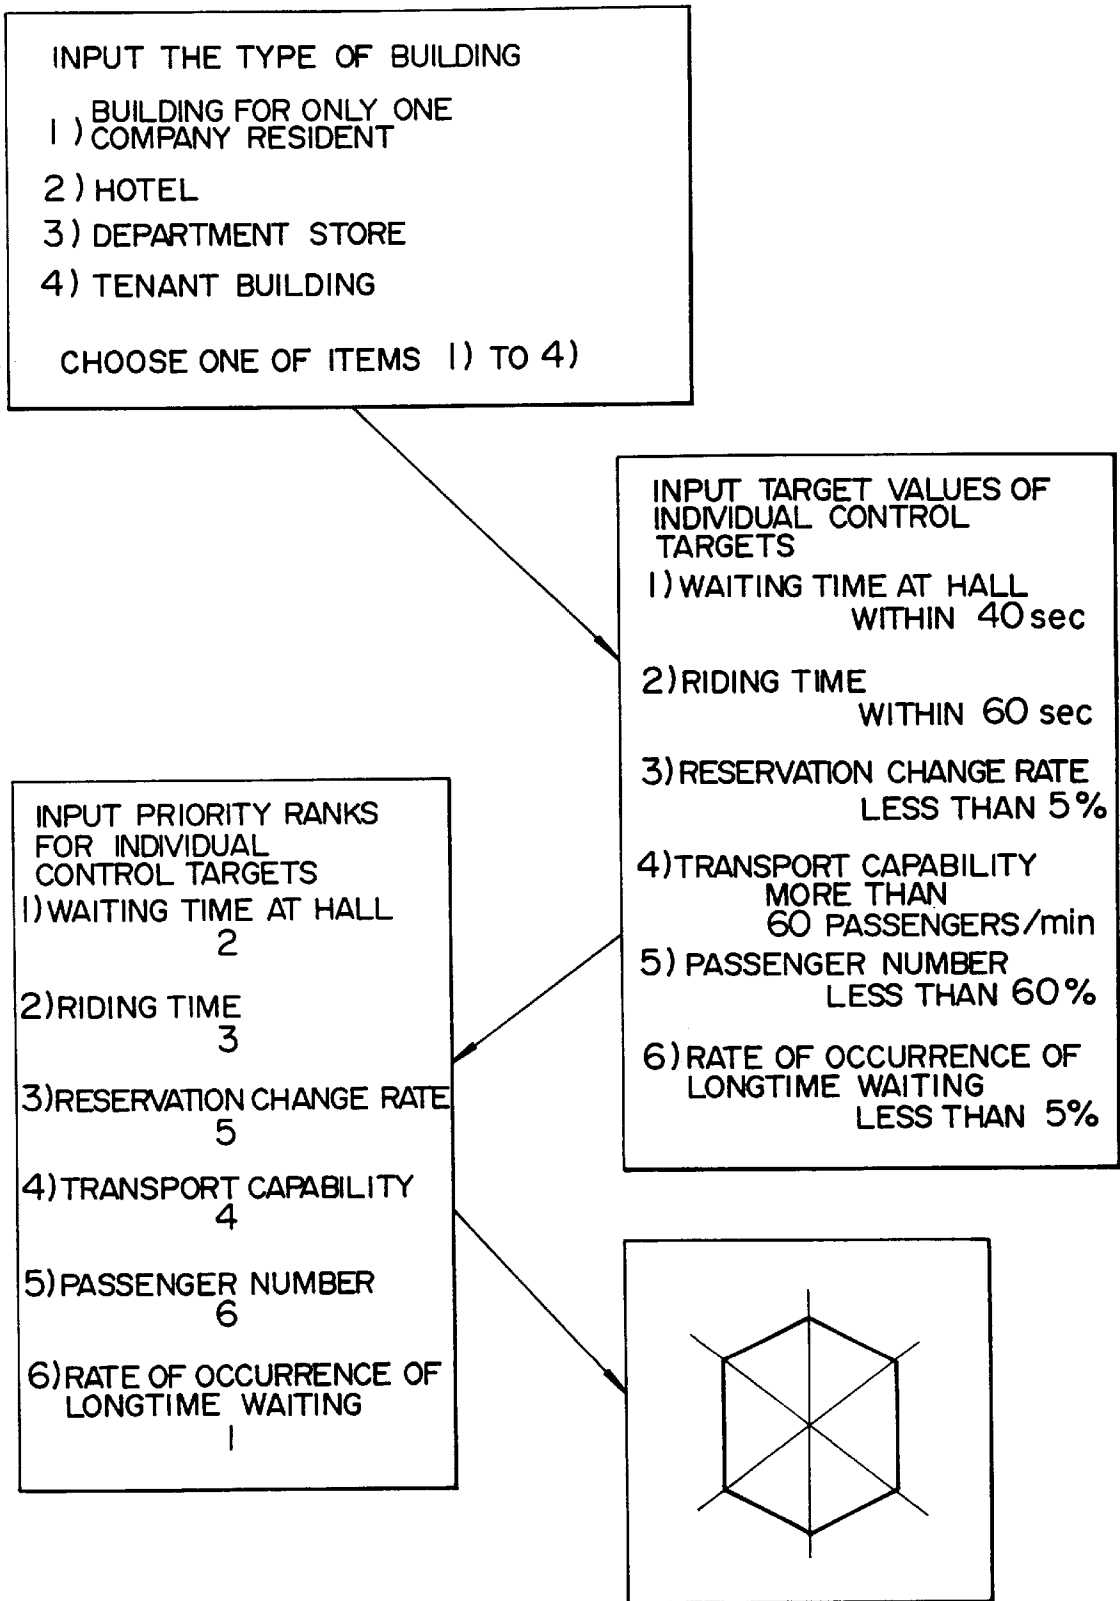 INPUT THE TYPE OF BUILDING
1) BUILDING FOR ONLY ONE
COMPANY RESIDENT
2) HOTEL
3) DEPARTMENT STORE
4) TENANT BUILDING
CHOOSE ONE OF ITEMS 1) TO 4)
INPUT TARGET VALUES OF
INDIVIDUAL CONTROL
TARGETS
1) WAITING TIME AT HALL
WITHIN 40 sec
2) RIDING TIME
WITHIN 60 sec
3) RESERVATION CHANGE RATE
LESS THAN 5%
4) TRANSPORT CAPABILITY
MORE THAN
60 PASSENGERS/min
5) PASSENGER NUMBER
LESS THAN 60%
6) RATE OF OCCURRENCE OF
LONGTIME WAITING
LESS THAN 5%
INPUT PRIORITY RANKS
FOR INDIVIDUAL
CONTROL TARGETS
1) WAITING TIME AT HALL
2
2) RIDING TIME
3
3) RESERVATION CHANGE RATE
5
4) TRANSPORT CAPABILITY
4
5) PASSENGER NUMBER
6
6) RATE OF OCCURRENCE OF
LONGTIME WAITING
1